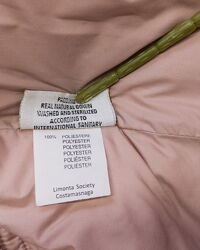 PADDING
REAL NATURAL DOWN
WASHED AND STERILIZED
ACCORDING TO
INTERNATIONAL SANITARY
100% POLIESTERE
POLYESTER
POLYESTER
POLYESTER
POLIÉSTER
POLYESTER
Limonta Society
Costamasnaga